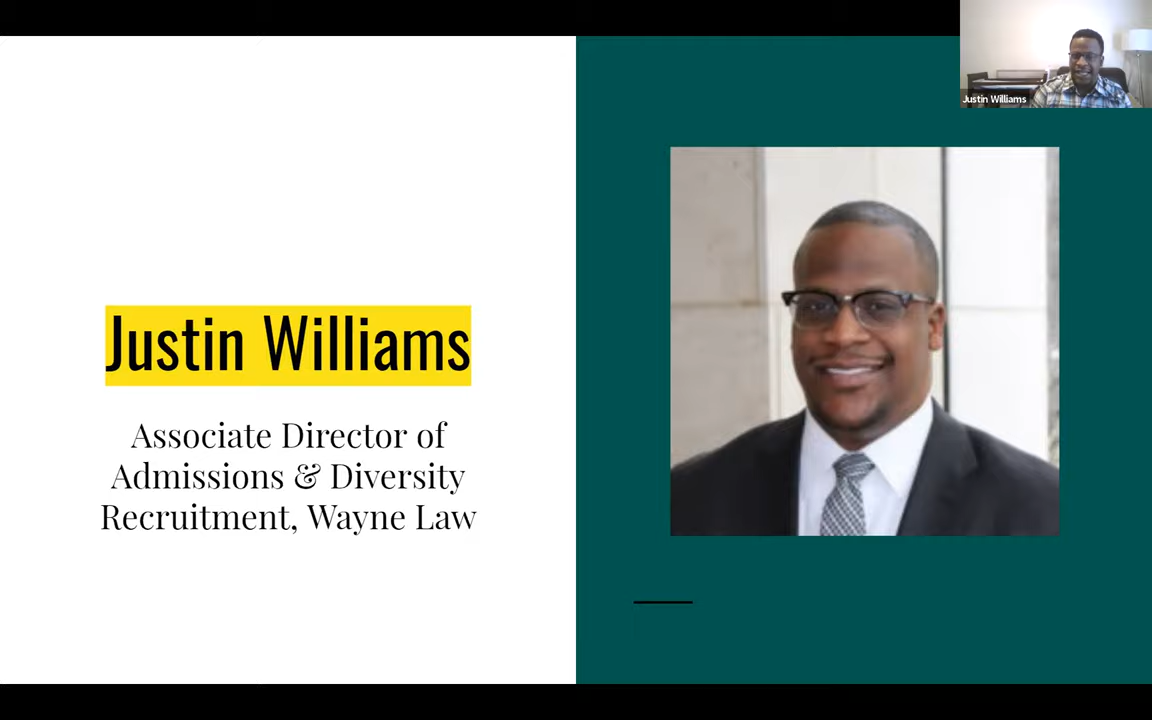 Justin Williams
Justin Williams
Associate Director of
Admissions & Diversity
Recruitment, Wayne Law